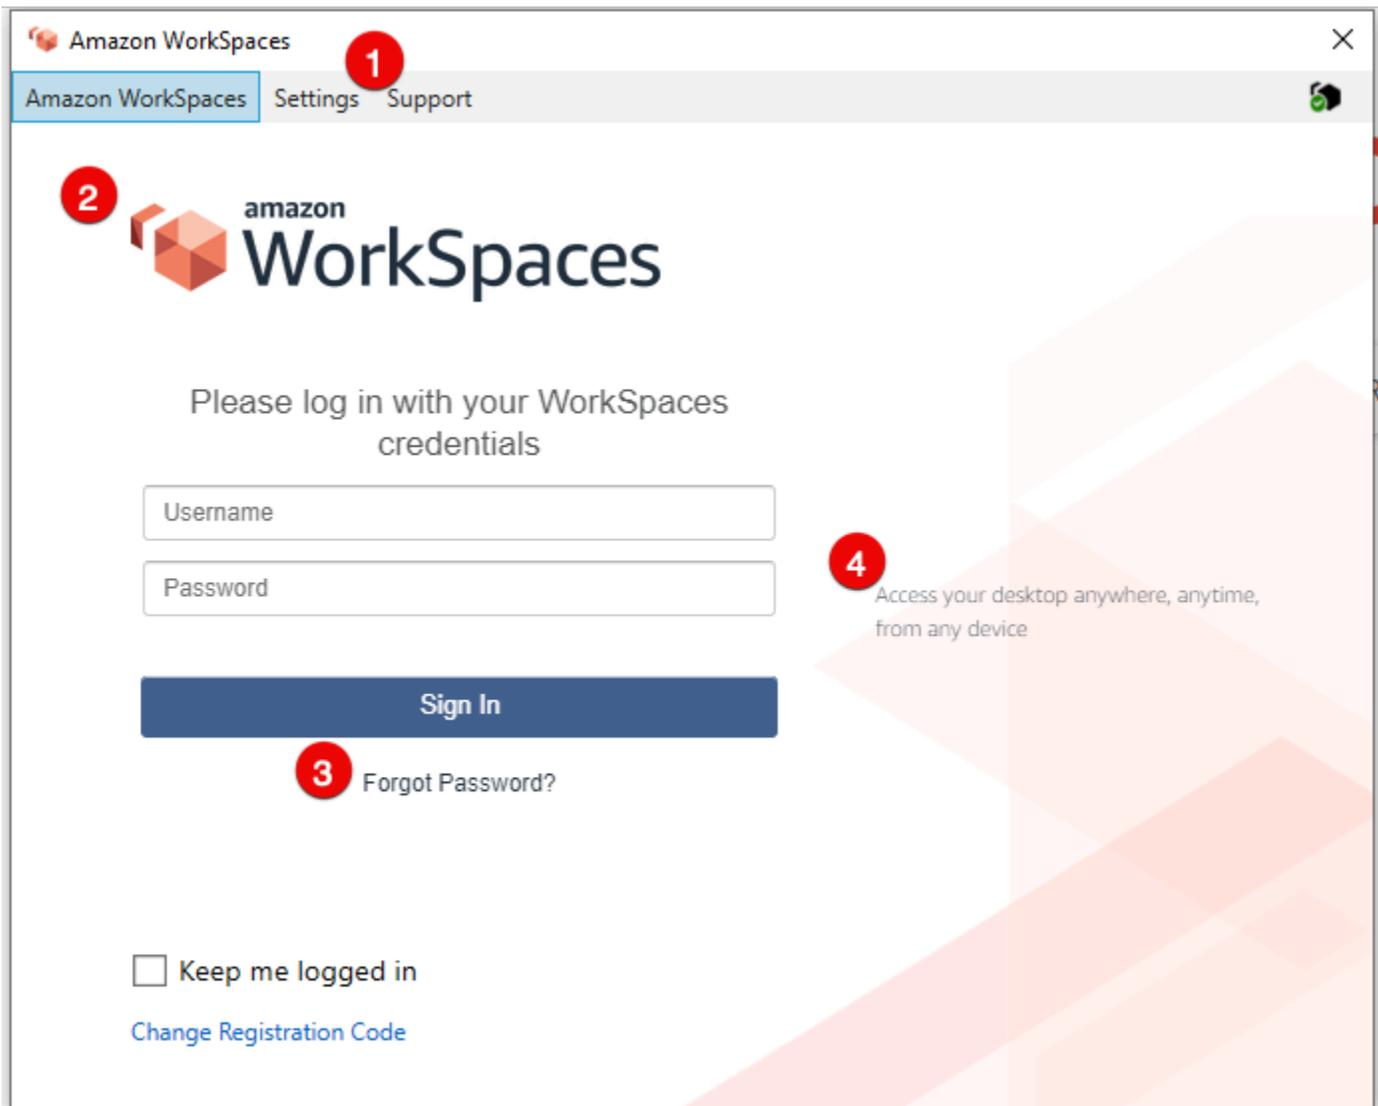 Amazon WorkSpaces
1
Amazon WorkSpaces Settings Support
2
amazon
WorkSpaces
Please log in with your WorkSpaces
credentials
Username
Password
4
Access your desktop anywhere, anytime,
from any device
Sign In
3
Forgot Password?
Keep me logged in
Change Registration Code